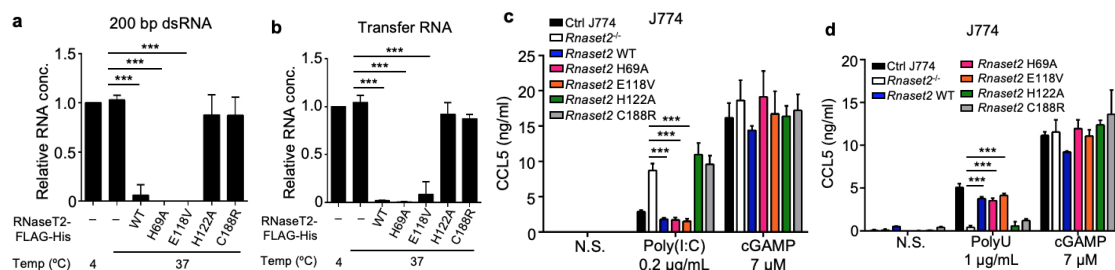 a
200 bp dsRNA
***
***
***
Relative RNA conc.
1.5
1.0
0.5
0
RNaseT2-
FLAG-His
– – WT H69A E118V H122A C188R
Temp (ºC) 4 37
b
Transfer RNA
***
***
***
Relative RNA conc.
1.5
1.0
0.5
0
RNaseT2-
FLAG-His
– – WT H69A E118V H122A C188R
Temp (ºC) 4 37
c
J774
Ctrl J774
Rnaset2-/-
Rnaset2 WT
Rnaset2 H69A
Rnaset2 E118V
Rnaset2 H122A
Rnaset2 C188R
CCL5 (ng/ml)
25
20
15
10
5
0
***
***
***
N.S. Poly(I:C) cGAMP
0.2 µg/mL 7 µM
d
J774
Ctrl J774
Rnaset2-/-
Rnaset2 WT
Rnaset2 H69A
Rnaset2 E118V
Rnaset2 H122A
Rnaset2 C188R
CCL5 (ng/ml)
20
15
10
5
0
***
***
***
N.S. PolyU cGAMP
1 µg/mL 7 µM